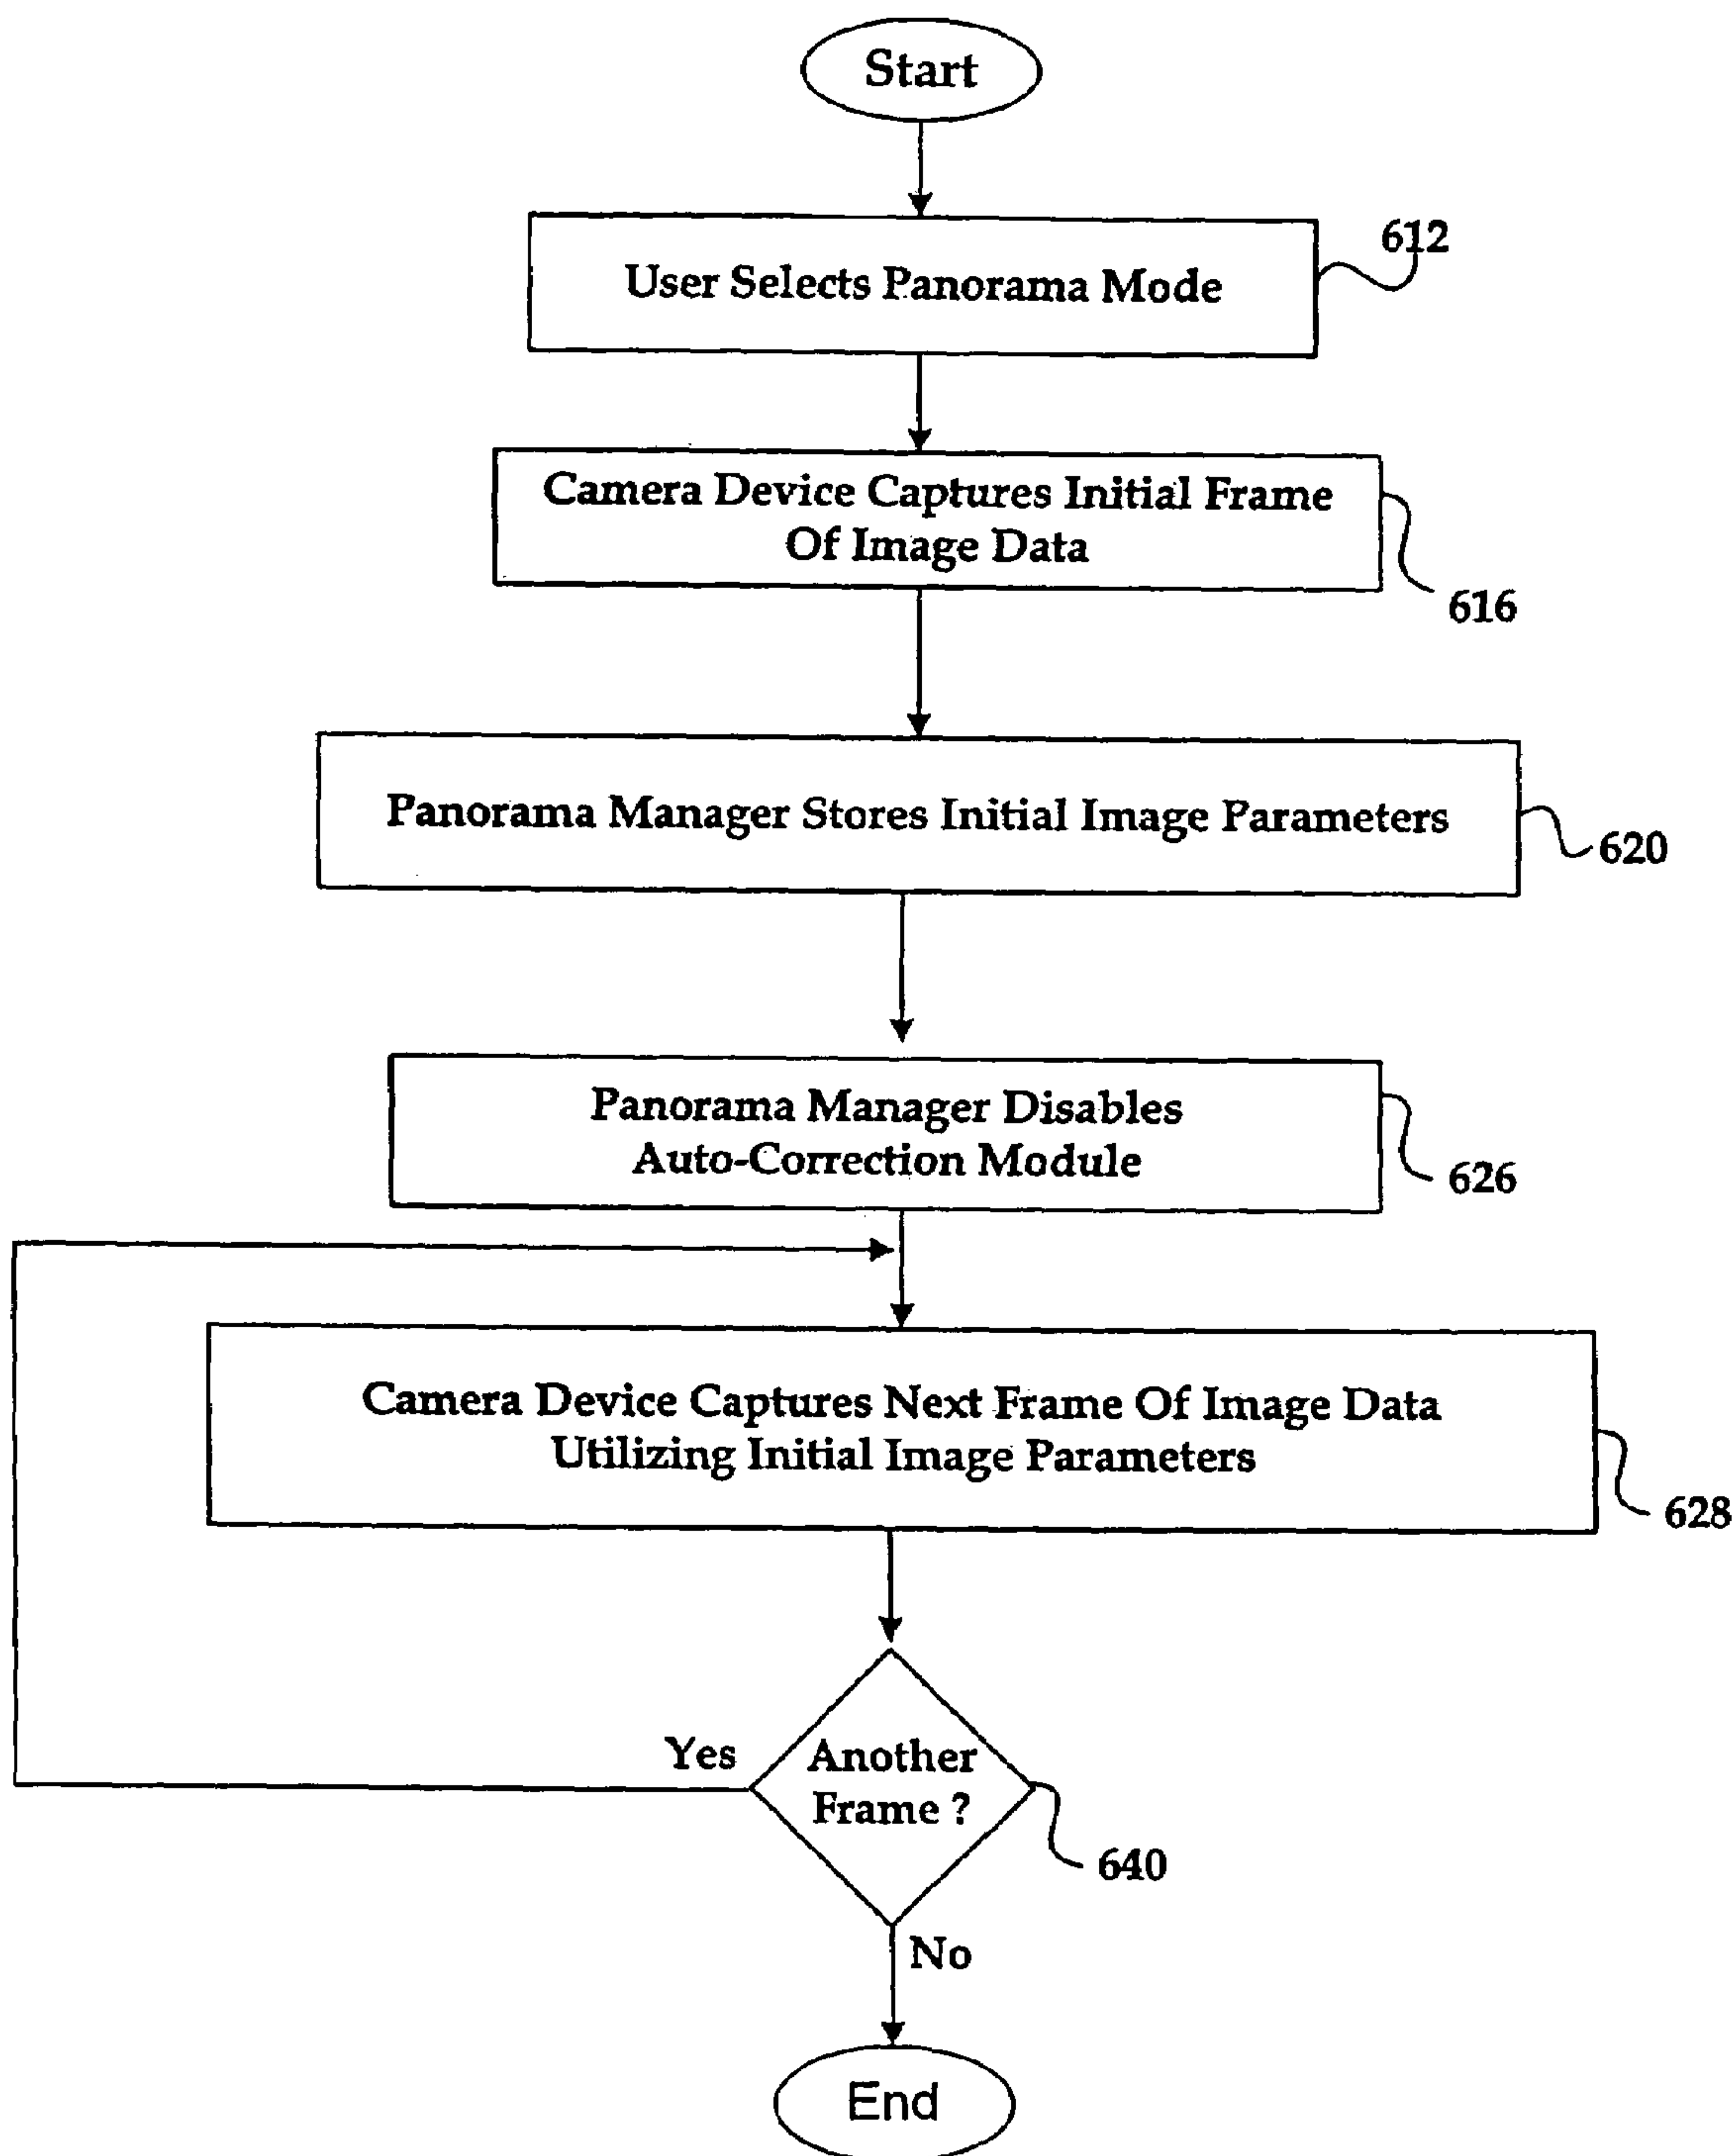 Start
User Selects Panorama Mode
612
Camera Device Captures Initial Frame
Of Image Data
616
Panorama Manager Stores Initial Image Parameters
620
Panorama Manager Disables
Auto-Correction Module
626
Camera Device Captures Next Frame Of Image Data
Utilizing Initial Image Parameters
628
Yes
Another
Frame ?
640
No
End